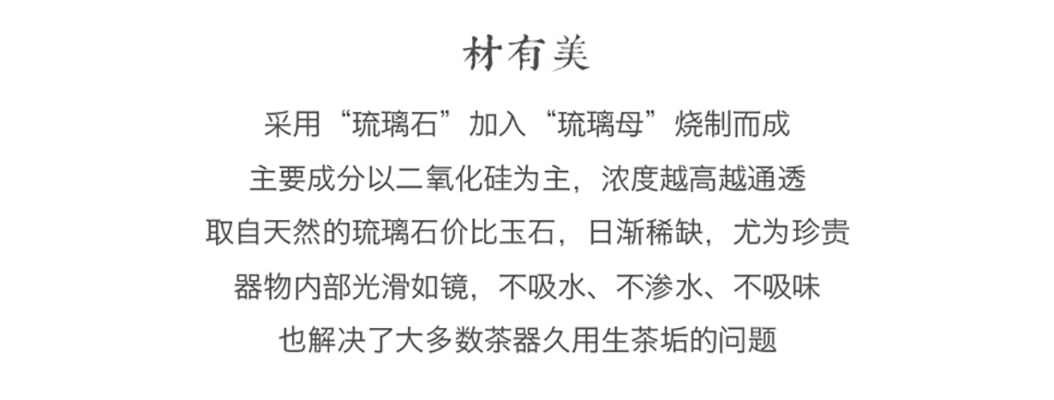 材有美
采用“琉璃石”加入“琉璃母”烧制而成
主要成分以二氧化硅为主，浓度越高越通透
取自天然的琉璃石价比玉石，日渐稀缺，尤为珍贵
器物内部光滑如镜，不吸水、不渗水、不吸味
也解决了大多数茶器久用生茶垢的问题